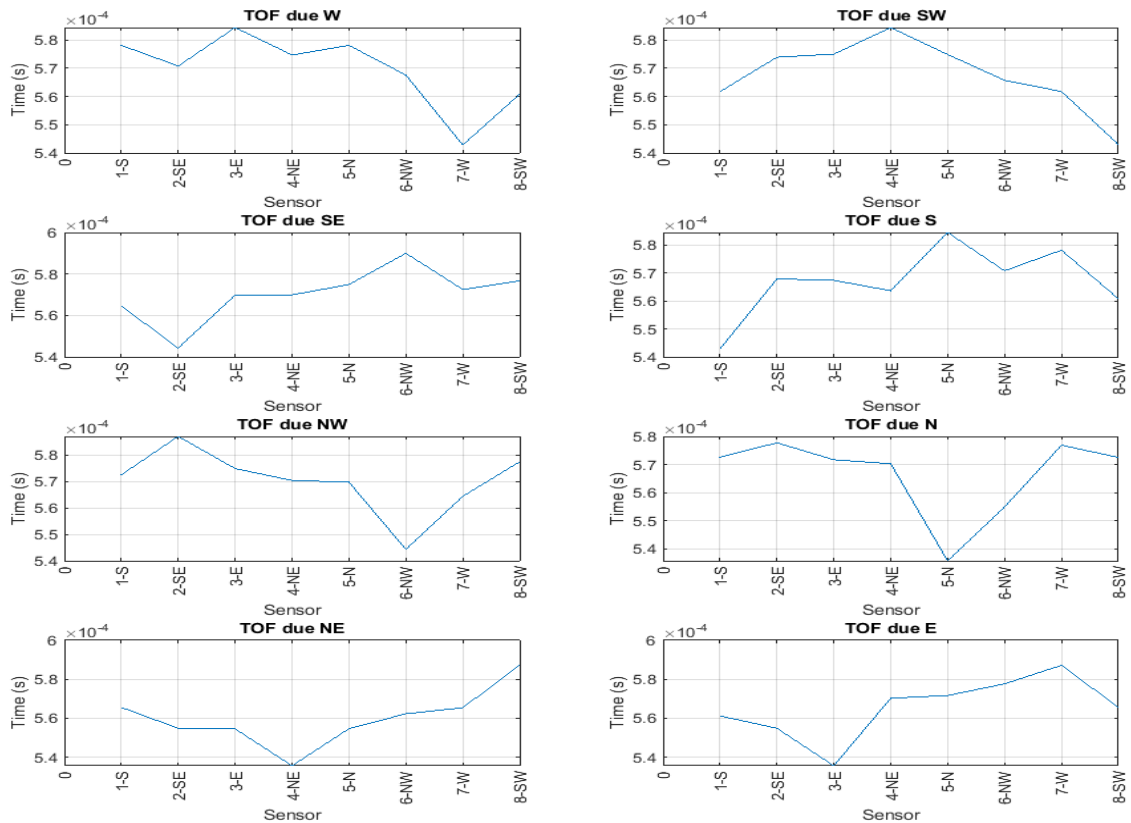 TOF due W
×10⁻⁴
Time (s)
5.8
5.7
5.6
5.5
5.4
0
1-S
2-SE
3-E
4-NE
5-N
6-NW
7-W
8-SW
Sensor
TOF due SW
×10⁻⁴
Time (s)
5.8
5.7
5.6
5.5
5.4
0
1-S
2-SE
3-E
4-NE
5-N
6-NW
7-W
8-SW
Sensor
TOF due SE
×10⁻⁴
Time (s)
6
5.8
5.6
5.4
0
1-S
2-SE
3-E
4-NE
5-N
6-NW
7-W
8-SW
Sensor
TOF due S
×10⁻⁴
Time (s)
5.8
5.7
5.6
5.5
5.4
0
1-S
2-SE
3-E
4-NE
5-N
6-NW
7-W
8-SW
Sensor
TOF due NW
×10⁻⁴
Time (s)
5.8
5.7
5.6
5.5
5.4
0
1-S
2-SE
3-E
4-NE
5-N
6-NW
7-W
8-SW
Sensor
TOF due N
×10⁻⁴
Time (s)
5.8
5.7
5.6
5.5
5.4
0
1-S
2-SE
3-E
4-NE
5-N
6-NW
7-W
8-SW
Sensor
TOF due NE
×10⁻⁴
Time (s)
6
5.8
5.6
5.4
0
1-S
2-SE
3-E
4-NE
5-N
6-NW
7-W
8-SW
Sensor
TOF due E
×10⁻⁴
Time (s)
6
5.8
5.6
5.4
0
1-S
2-SE
3-E
4-NE
5-N
6-NW
7-W
8-SW
Sensor